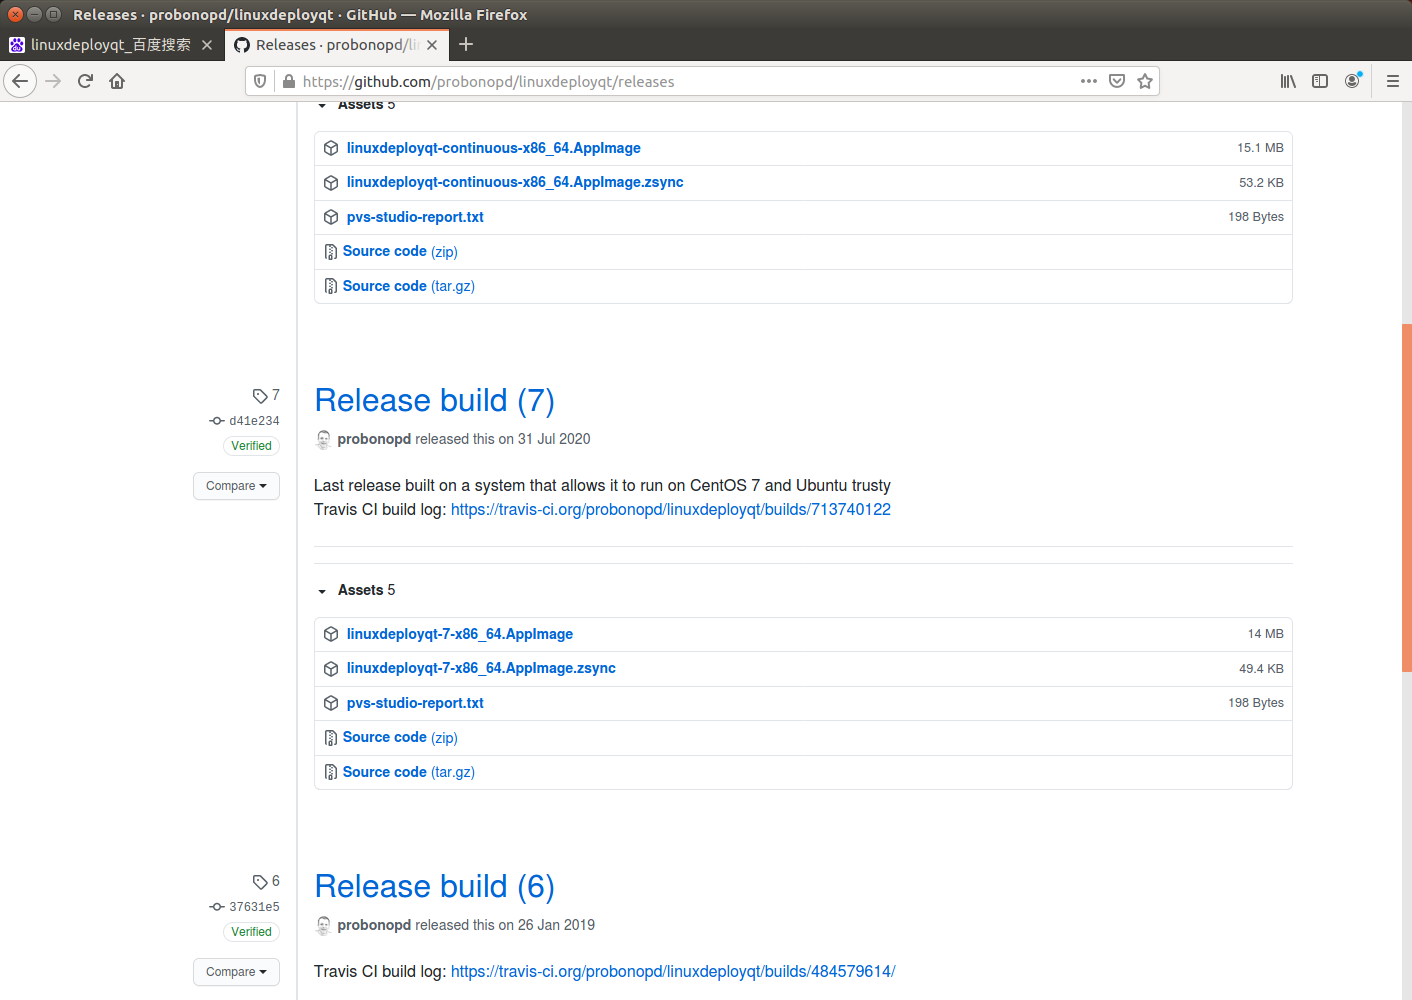 Releases · probonopd/linuxdeployqt · GitHub — Mozilla Firefox
linuxdeployqt_百度搜索
Releases · probonopd/li
https://github.com/probonopd/linuxdeployqt/releases
Assets 5
linuxdeployqt-continuous-x86_64.AppImage 15.1 MB
linuxdeployqt-continuous-x86_64.AppImage.zsync 53.2 KB
pvs-studio-report.txt 198 Bytes
Source code (zip)
Source code (tar.gz)
7
d41e234
Verified
Compare
Release build (7)
probonopd released this on 31 Jul 2020
Last release built on a system that allows it to run on CentOS 7 and Ubuntu trusty
Travis CI build log: https://travis-ci.org/probonopd/linuxdeployqt/builds/713740122
Assets 5
linuxdeployqt-7-x86_64.AppImage 14 MB
linuxdeployqt-7-x86_64.AppImage.zsync 49.4 KB
pvs-studio-report.txt 198 Bytes
Source code (zip)
Source code (tar.gz)
6
37631e5
Verified
Compare
Release build (6)
probonopd released this on 26 Jan 2019
Travis CI build log: https://travis-ci.org/probonopd/linuxdeployqt/builds/484579614/